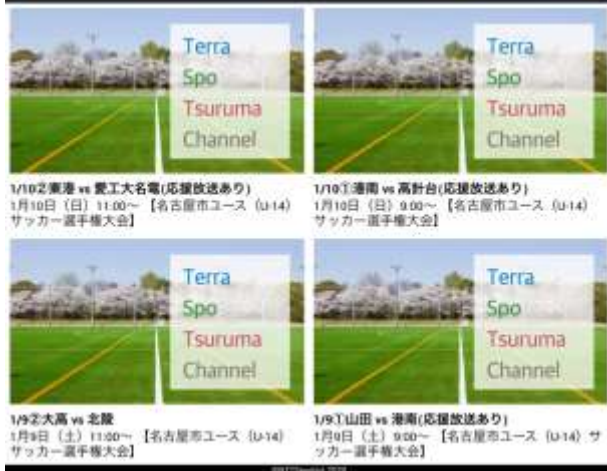 Terra
Spo
Tsuruma
Channel
Terra
Spo
Tsuruma
Channel
1/10②東港 vs 愛工大名電(応援放送あり)
1月10日（日）11:00～ 【名古屋市ユース（U-14）
サッカー選手権大会】
1/10①港南 vs 高針台(応援放送あり)
1月10日（日）9:00～ 【名古屋市ユース（U-14）
サッカー選手権大会】
Terra
Spo
Tsuruma
Channel
Terra
Spo
Tsuruma
Channel
1/9②大高 vs 北陵
1月9日（土）11:00～ 【名古屋市ユース（U-14）
サッカー選手権大会】
1/9①山田 vs 港南(応援放送あり)
1月9日（土）9:00～ 【名古屋市ユース（U-14）サ
ッカー選手権大会】